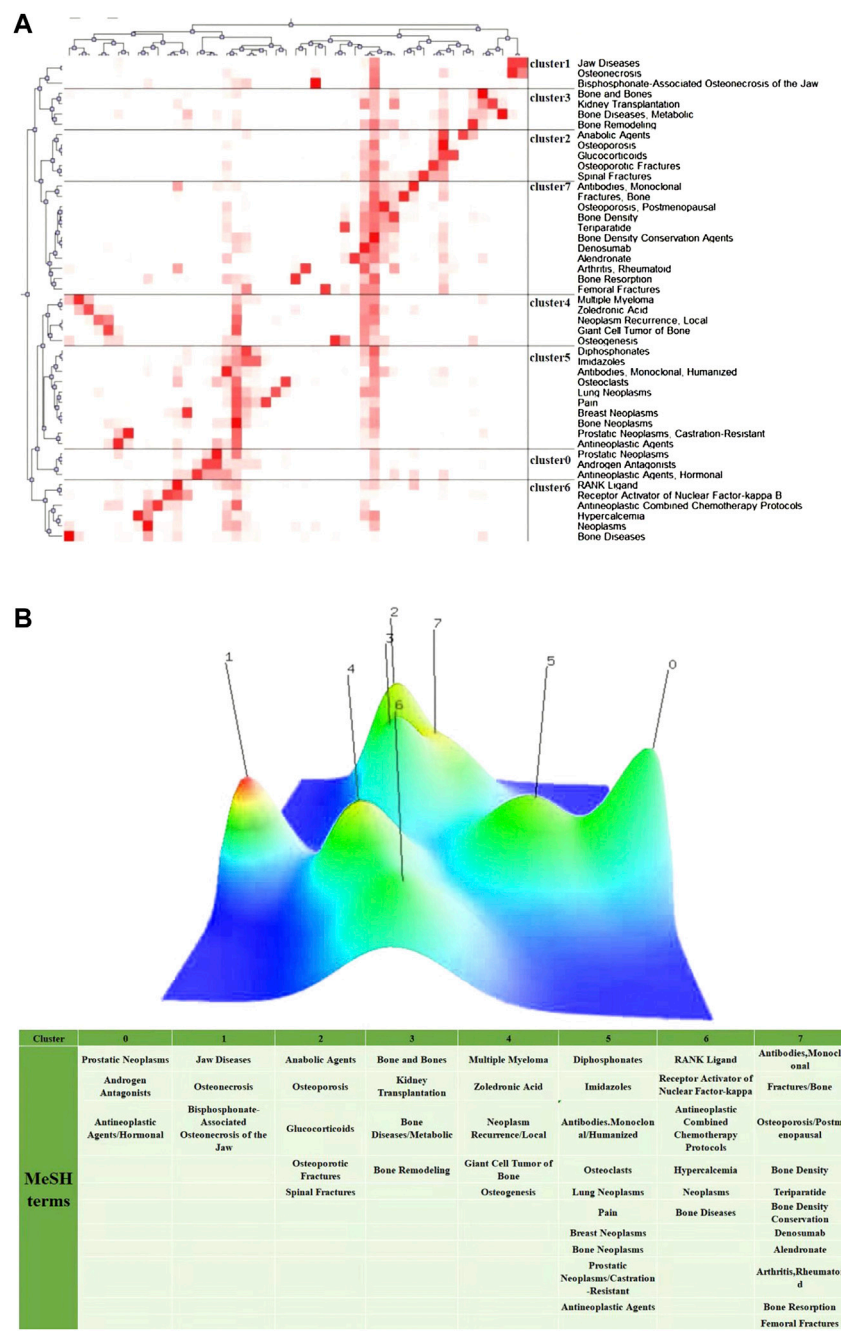 A
cluster1 Jaw Diseases
Osteonecrosis
Bisphosphonate-Associated Osteonecrosis of the Jaw
cluster3 Bone and Bones
Kidney Transplantation
Bone Diseases, Metabolic
Bone Remodeling
cluster2 Anabolic Agents
Osteoporosis
Glucocorticoids
Osteoporotic Fractures
Spinal Fractures
cluster7 Antibodies, Monoclonal
Fractures, Bone
Osteoporosis, Postmenopausal
Bone Density
Teriparatide
Bone Density Conservation Agents
Denosumab
Alendronate
Arthritis, Rheumatoid
Bone Resorption
Femoral Fractures
cluster4 Multiple Myeloma
Zoledronic Acid
Neoplasm Recurrence, Local
Giant Cell Tumor of Bone
Osteogenesis
cluster5 Diphosphonates
Imidazoles
Antibodies, Monoclonal, Humanized
Osteoclasts
Lung Neoplasms
Pain
Breast Neoplasms
Bone Neoplasms
Prostatic Neoplasms, Castration-Resistant
Antineoplastic Agents
cluster0 Prostatic Neoplasms
Androgen Antagonists
Antineoplastic Agents, Hormonal
cluster6 RANK Ligand
Receptor Activator of Nuclear Factor-kappa B
Antineoplastic Combined Chemotherapy Protocols
Hypercalcemia
Neoplasms
Bone Diseases
B
2
7
3
1
4
5
0
6
Cluster 0 1 2 3 4 5 6 7
MeSH
terms
Prostatic Neoplasms
Jaw Diseases
Anabolic Agents
Bone and Bones
Multiple Myeloma
Diphosphonates
RANK Ligand
Antibodies,Monocl
onal
Androgen
Antagonists
Osteonecrosis
Osteoporosis
Kidney
Transplantation
Zoledronic Acid
Imidazoles
Receptor Activator of
Nuclear Factor-kappa
Fractures/Bone
Antineoplastic
Agents/Hormonal
Bisphosphonate-
Associated
Osteonecrosis of the
Jaw
Glucocorticoids
Bone
Diseases/Metabolic
Neoplasm
Recurrence/Local
Antibodies.Monoclon
al/Humanized
Antineoplastic
Combined
Chemotherapy
Protocols
Osteoporosis/Postm
enopausal
Osteoporotic
Fractures
Bone Remodeling
Giant Cell Tumor of
Bone
Osteoclasts
Hypercalcemia
Bone Density
Spinal Fractures
Osteogenesis
Lung Neoplasms
Neoplasms
Teriparatide
Pain
Bone Diseases
Bone Density
Conservation
Breast Neoplasms
Denosumab
Bone Neoplasms
Alendronate
Prostatic
Neoplasms/Castration
-Resistant
Arthritis,Rheumatoi
d
Antineoplastic Agents
Bone Resorption
Femoral Fractures